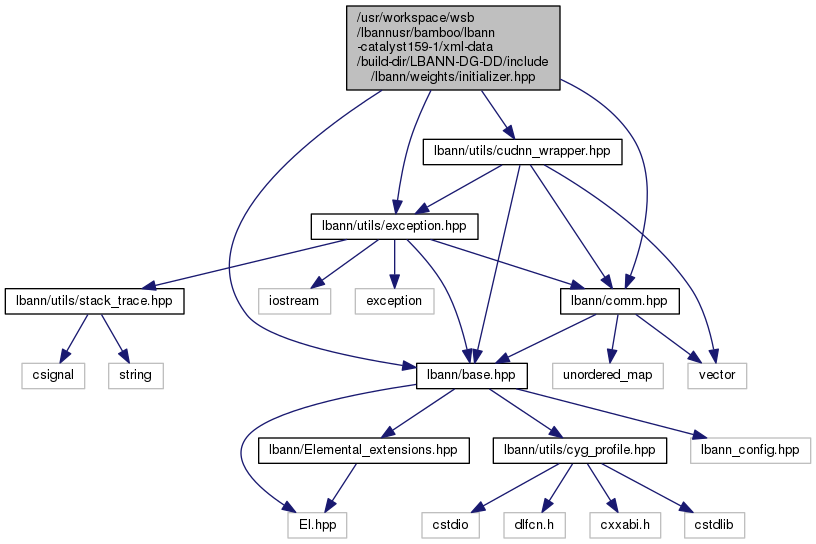 /usr/workspace/wsb
/lbannusr/bamboo/lbann
-catalyst159-1/xml-data
/build-dir/LBANN-DG-DD/include
/lbann/weights/initializer.hpp
lbann/utils/cudnn_wrapper.hpp
lbann/utils/exception.hpp
lbann/utils/stack_trace.hpp
iostream
exception
lbann/comm.hpp
csignal
string
lbann/base.hpp
unordered_map
vector
lbann/Elemental_extensions.hpp
lbann/utils/cyg_profile.hpp
lbann_config.hpp
El.hpp
cstdio
dlfcn.h
cxxabi.h
cstdlib